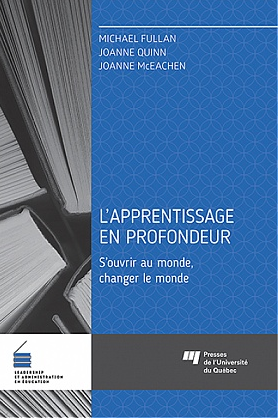 MICHAEL FULLAN
JOANNE QUINN
JOANNE McEACHEN
L'APPRENTISSAGE
EN PROFONDEUR
S'ouvrir au monde,
changer le monde
LEADERSHIP
ET ADMINISTRATION
EN ÉDUCATION
Presses
de l'Université
du Québec